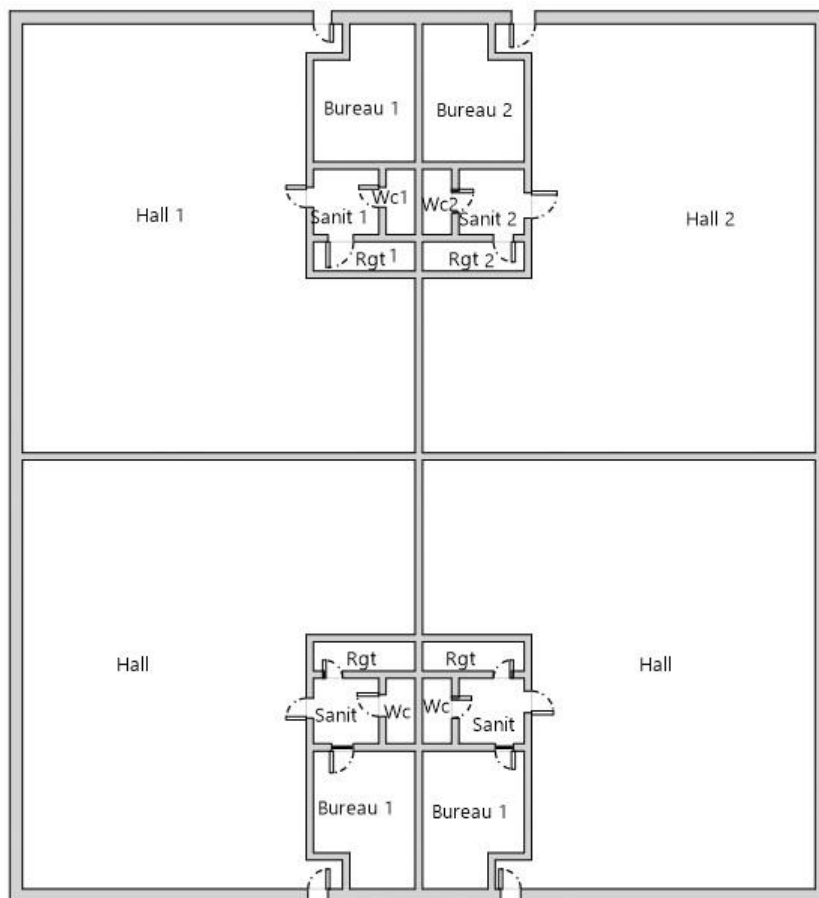 Bureau 1
Bureau 2
Wc1
Wc2
Hall 1
Sanit 1
Sanit 2
Hall 2
Rgt 1
Rgt 2
Rgt
Rgt
Hall
Hall
Sanit
Wc
Wc
Sanit
Bureau 1
Bureau 1